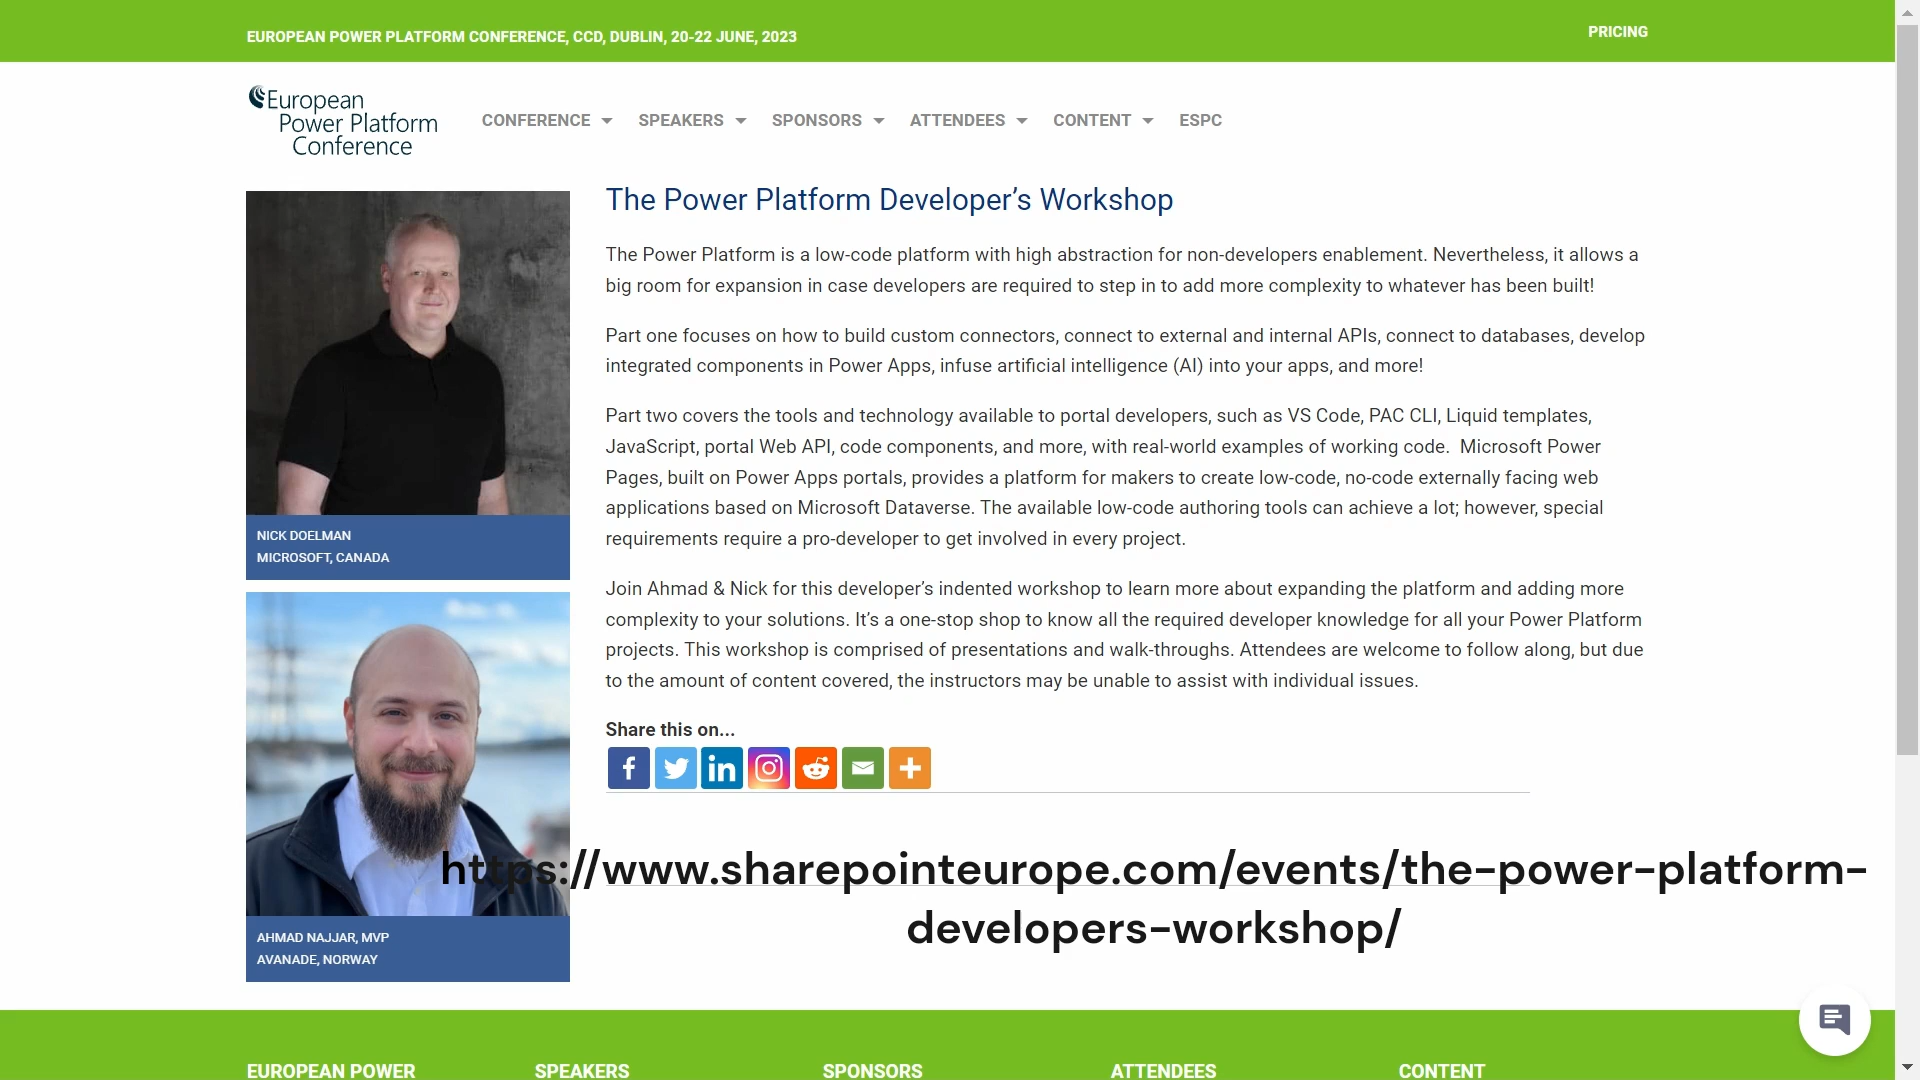 EUROPEAN POWER PLATFORM CONFERENCE, CCD, DUBLIN, 20-22 JUNE, 2023
PRICING
European
Power Platform
Conference
CONFERENCE
SPEAKERS
SPONSORS
ATTENDEES
CONTENT
ESPC
The Power Platform Developer’s Workshop
The Power Platform is a low-code platform with high abstraction for non-developers enablement. Nevertheless, it allows a
big room for expansion in case developers are required to step in to add more complexity to whatever has been built!
Part one focuses on how to build custom connectors, connect to external and internal APIs, connect to databases, develop
integrated components in Power Apps, infuse artificial intelligence (AI) into your apps, and more!
Part two covers the tools and technology available to portal developers, such as VS Code, PAC CLI, Liquid templates,
JavaScript, portal Web API, code components, and more, with real-world examples of working code.  Microsoft Power
Pages, built on Power Apps portals, provides a platform for makers to create low-code, no-code externally facing web
applications based on Microsoft Dataverse. The available low-code authoring tools can achieve a lot; however, special
requirements require a pro-developer to get involved in every project.
Join Ahmad & Nick for this developer’s indented workshop to learn more about expanding the platform and adding more
complexity to your solutions. It’s a one-stop shop to know all the required developer knowledge for all your Power Platform
projects. This workshop is comprised of presentations and walk-throughs. Attendees are welcome to follow along, but due
to the amount of content covered, the instructors may be unable to assist with individual issues.
Share this on...
NICK DOELMAN
MICROSOFT, CANADA
AHMAD NAJJAR, MVP
AVANADE, NORWAY
https://www.sharepointeurope.com/events/the-power-platform-
developers-workshop/
EUROPEAN POWER
SPEAKERS
SPONSORS
ATTENDEES
CONTENT